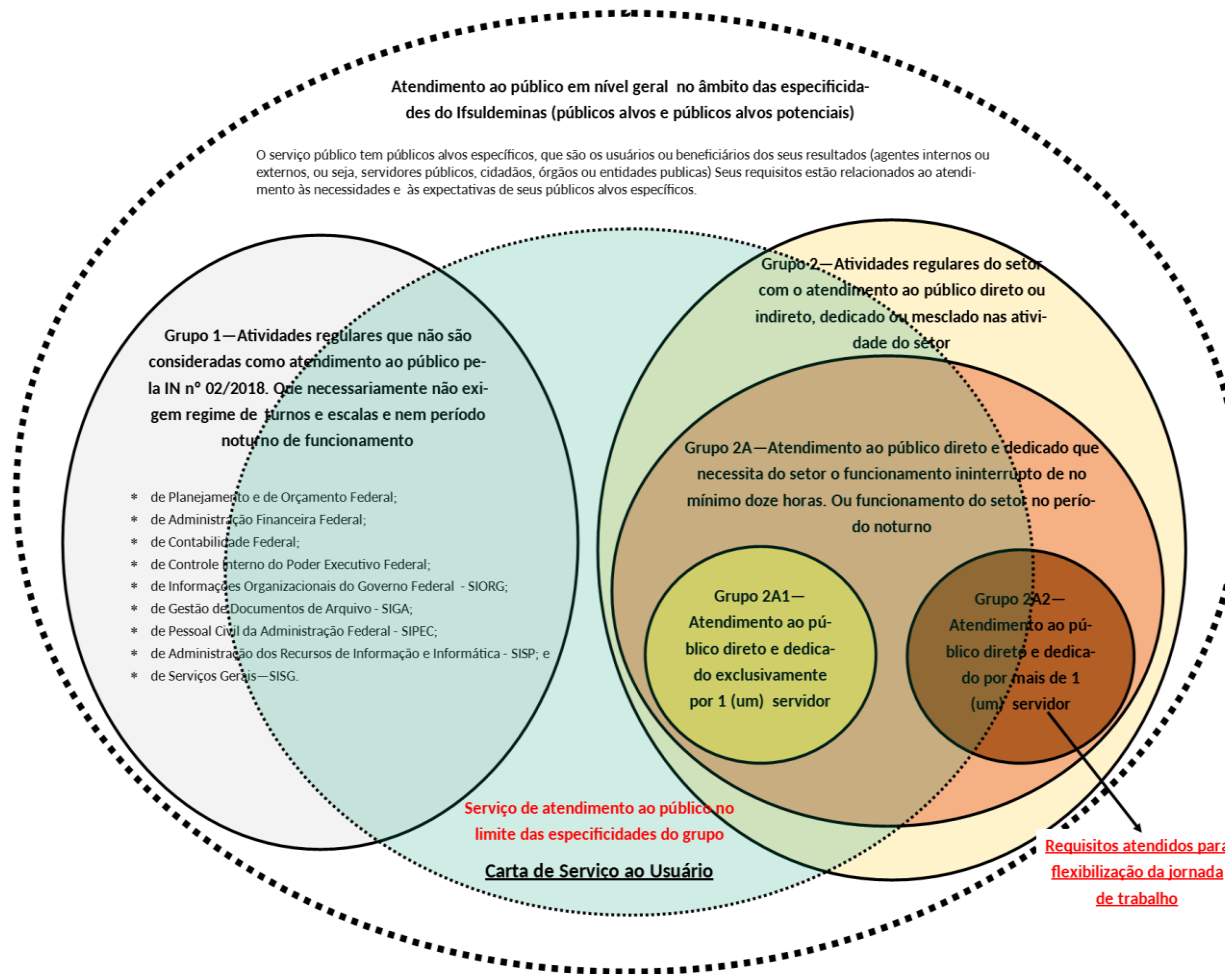 Atendimento ao público em nível geral no âmbito das especificida-
des do Ifsuldeminas (públicos alvos e públicos alvos potenciais)
O serviço público tem públicos alvos específicos, que são os usuários ou beneficiários dos seus resultados (agentes internos ou
externos, ou seja, servidores públicos, cidadãos, órgãos ou entidades publicas) Seus requisitos estão relacionados ao atendi-
mento às necessidades e às expectativas de seus públicos alvos específicos.
Grupo 1—Atividades regulares que não são
consideradas como atendimento ao público pe-
la IN nº 02/2018. Que necessariamente não exi-
gem regime de turnos e escalas e nem período
noturno de funcionamento
* de Planejamento e de Orçamento Federal;
* de Administração Financeira Federal;
* de Contabilidade Federal;
* de Controle Interno do Poder Executivo Federal;
* de Informações Organizacionais do Governo Federal - SIORG;
* de Gestão de Documentos de Arquivo - SIGA;
* de Pessoal Civil da Administração Federal - SIPEC;
* de Administração dos Recursos de Informação e Informática - SISP; e
* de Serviços Gerais—SISG.
Grupo 2—Atividades regulares do setor
com o atendimento ao público direto ou
indireto, dedicado ou mesclado nas ativi-
dade do setor
Grupo 2A—Atendimento ao público direto e dedicado que
necessita do setor o funcionamento ininterrupto de no
mínimo doze horas. Ou funcionamento do setor no perío-
do noturno
Grupo 2A1—
Atendimento ao pú-
blico direto e dedica-
do exclusivamente
por 1 (um) servidor
Grupo 2A2—
Atendimento ao pú-
blico direto e dedica-
do por mais de 1
(um) servidor
Serviço de atendimento ao público no
limite das especificidades do grupo
Carta de Serviço ao Usuário
Requisitos atendidos para
flexibilização da jornada
de trabalho